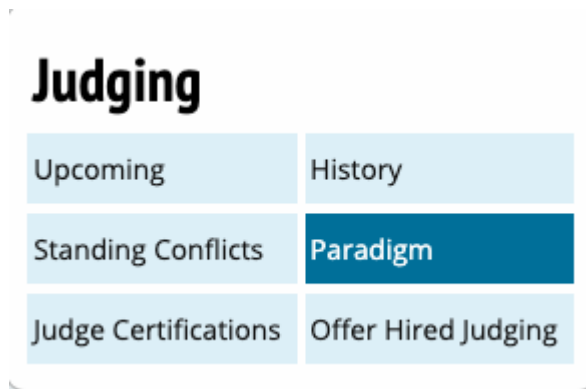 Judging
Upcoming
History
Standing Conflicts
Paradigm
Judge Certifications
Offer Hired Judging